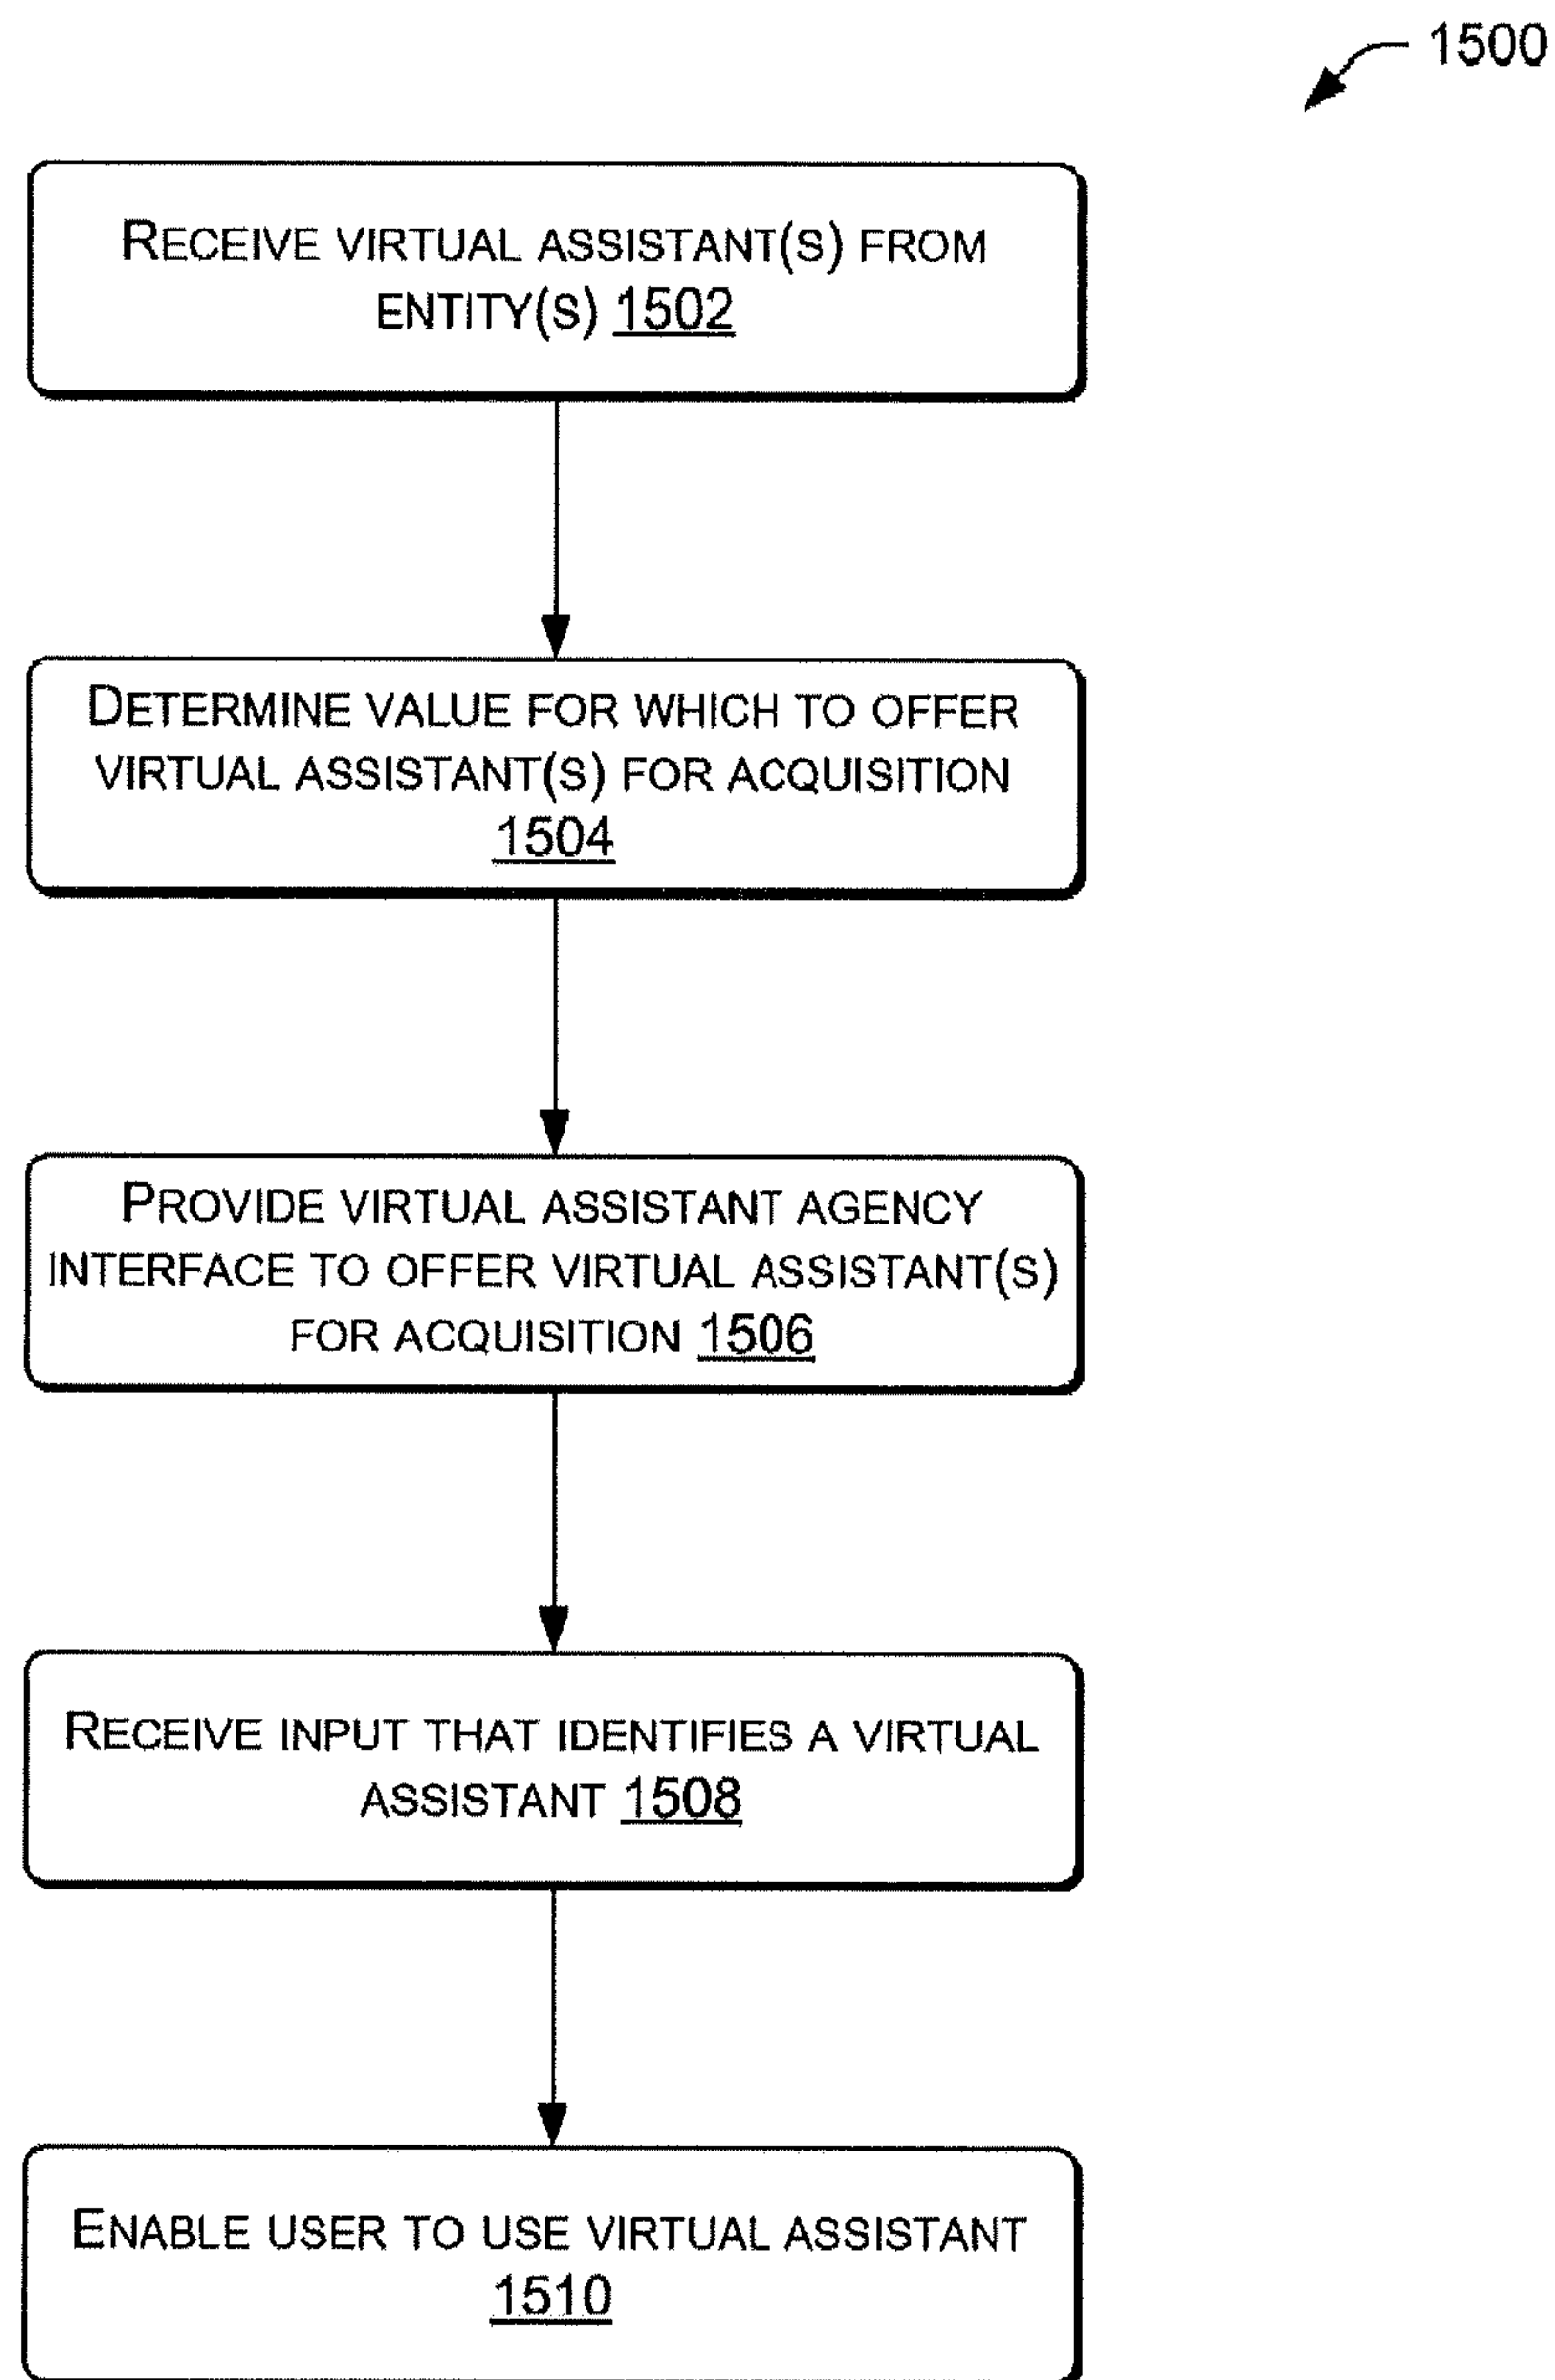 1500
RECEIVE VIRTUAL ASSISTANT(S) FROM
ENTITY(S) 1502
DETERMINE VALUE FOR WHICH TO OFFER
VIRTUAL ASSISTANT(S) FOR ACQUISITION
1504
PROVIDE VIRTUAL ASSISTANT AGENCY
INTERFACE TO OFFER VIRTUAL ASSISTANT(S)
FOR ACQUISITION 1506
RECEIVE INPUT THAT IDENTIFIES A VIRTUAL
ASSISTANT 1508
ENABLE USER TO USE VIRTUAL ASSISTANT
1510